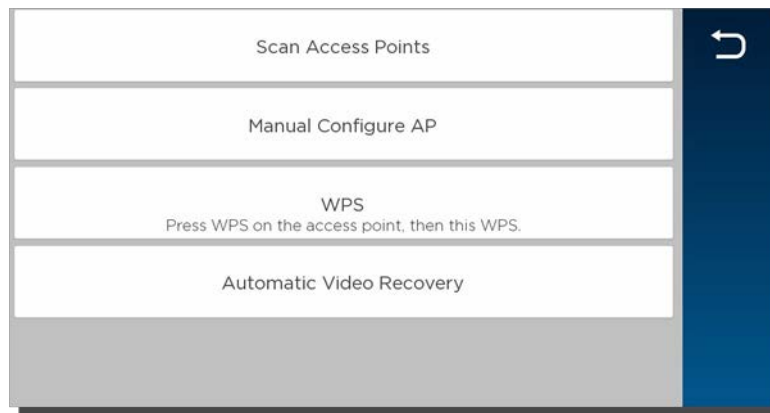 Scan Access Points
Manual Configure AP
WPS
Press WPS on the access point, then this WPS.
Automatic Video Recovery